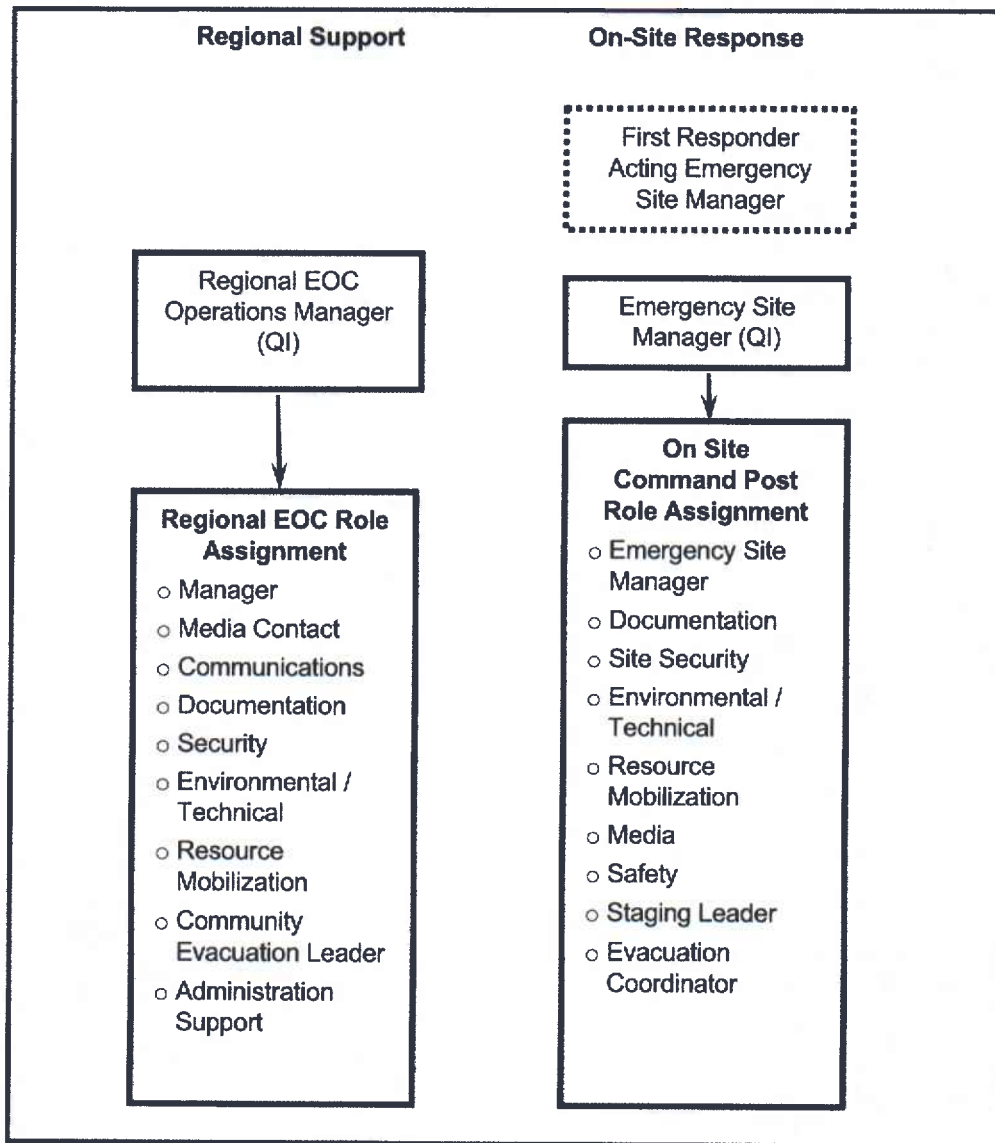 Regional Support
On-Site Response
First Responder
Acting Emergency
Site Manager
Regional EOC
Operations Manager
(QI)
Emergency Site
Manager (QI)
Regional EOC Role
Assignment
○ Manager
○ Media Contact
○ Communications
○ Documentation
○ Security
○ Environmental /
Technical
○ Resource
Mobilization
○ Community
Evacuation Leader
○ Administration
Support
On Site
Command Post
Role Assignment
○ Emergency Site
Manager
○ Documentation
○ Site Security
○ Environmental /
Technical
○ Resource
Mobilization
○ Media
○ Safety
○ Staging Leader
○ Evacuation
Coordinator